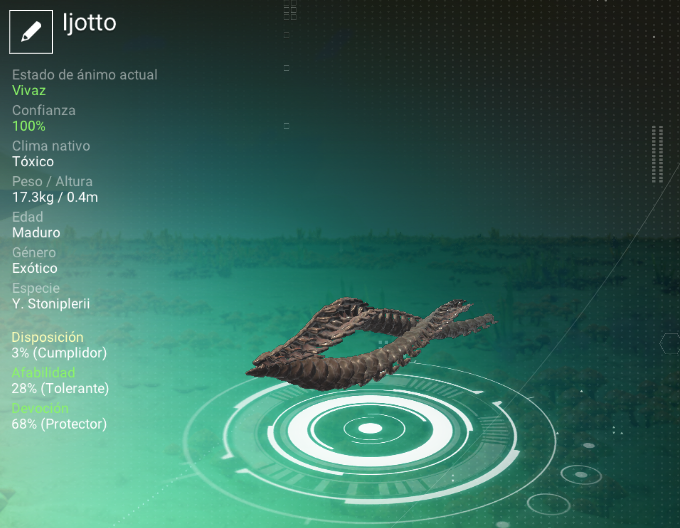 Ijotto
Estado de ánimo actual
Vivaz
Confianza
100%
Clima nativo
Tóxico
Peso / Altura
17.3kg / 0.4m
Edad
Maduro
Género
Exótico
Especie
Y. Stoniplerii
Disposición
3% (Cumplidor)
Afabilidad
28% (Tolerante)
Devoción
68% (Protector)